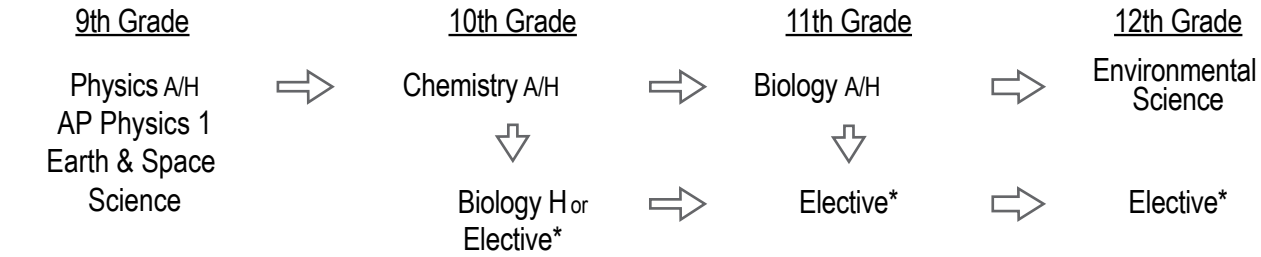 9th Grade 10th Grade 11th Grade 12th Grade
Physics A/H Chemistry A/H Biology A/H Environmental
Science
AP Physics 1
Earth & Space
Science Biology H or Elective* Elective*
Elective*